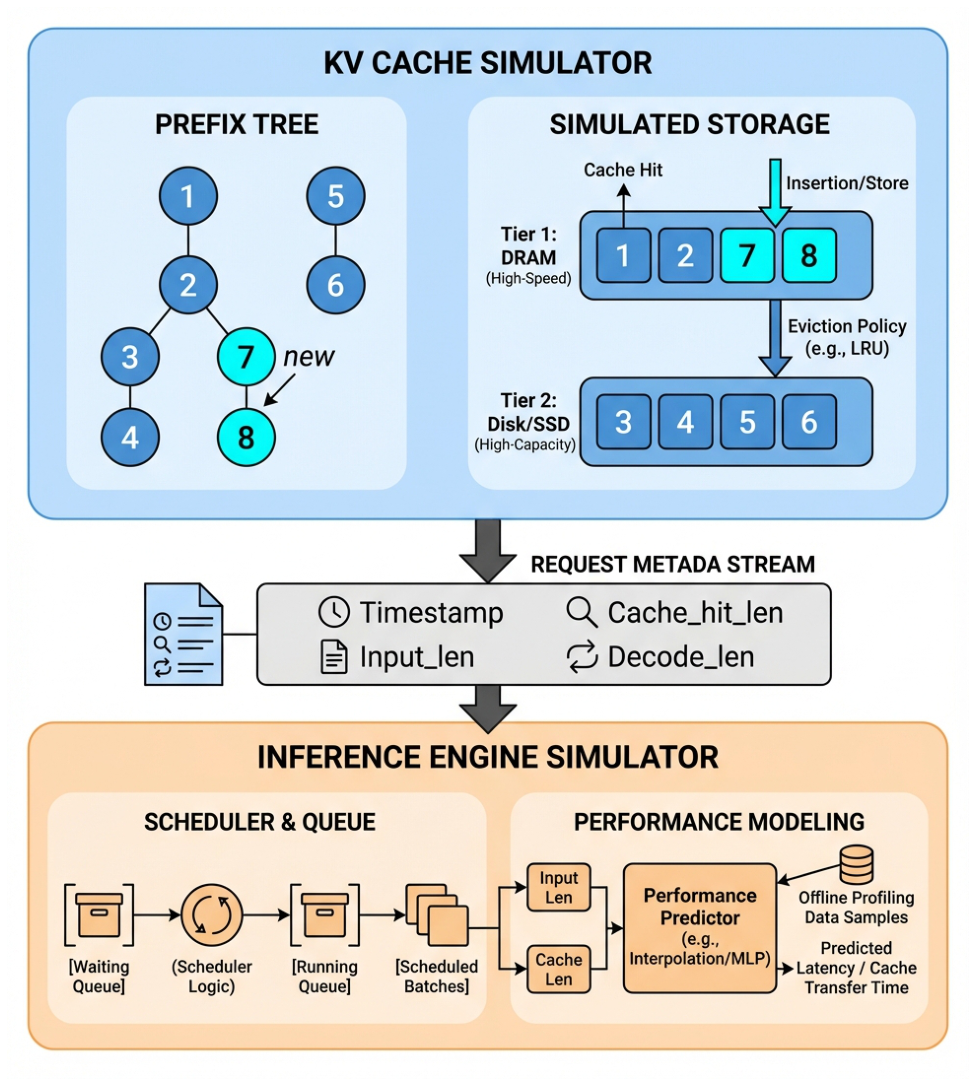 KV CACHE SIMULATOR
PREFIX TREE
1
5
2
6
3
7
new
4
8
SIMULATED STORAGE
Cache Hit
Insertion/Store
Tier 1:
DRAM
(High-Speed)
1 2 7 8
Eviction Policy
(e.g., LRU)
Tier 2:
Disk/SSD
(High-Capacity)
3 4 5 6
REQUEST METADA STREAM
Timestamp
Cache_hit_len
Input_len
Decode_len
INFERENCE ENGINE SIMULATOR
SCHEDULER & QUEUE
[Waiting
Queue]
(Scheduler
Logic)
[Running
Queue]
[Scheduled
Batches]
PERFORMANCE MODELING
Input
Len
Cache
Len
Performance
Predictor
(e.g.,
Interpolation/MLP)
Offline Profiling
Data Samples
Predicted
Latency / Cache
Transfer Time